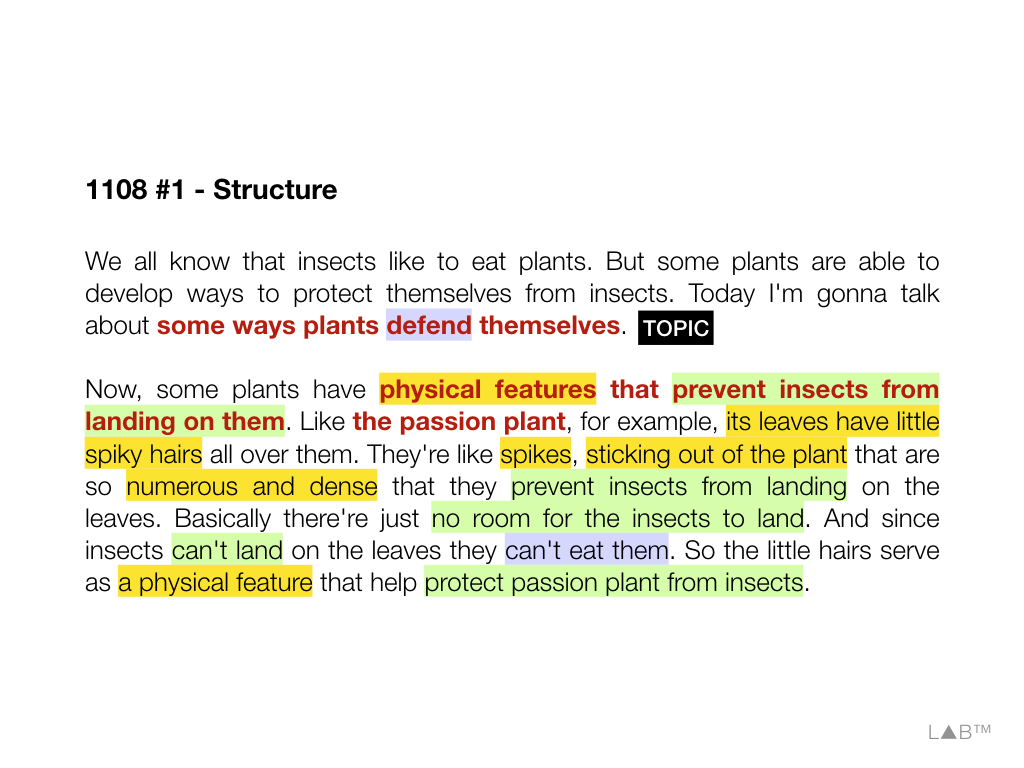 1108 #1 - Structure
We all know that insects like to eat plants. But some plants are able to
develop ways to protect themselves from insects. Today I'm gonna talk
about some ways plants defend themselves. TOPIC
Now, some plants have physical features that prevent insects from
landing on them. Like the passion plant, for example, its leaves have little
spiky hairs all over them. They're like spikes, sticking out of the plant that are
so numerous and dense that they prevent insects from landing on the
leaves. Basically there're just no room for the insects to land. And since
insects can't land on the leaves they can't eat them. So the little hairs serve
as a physical feature that help protect passion plant from insects.
L▲B™